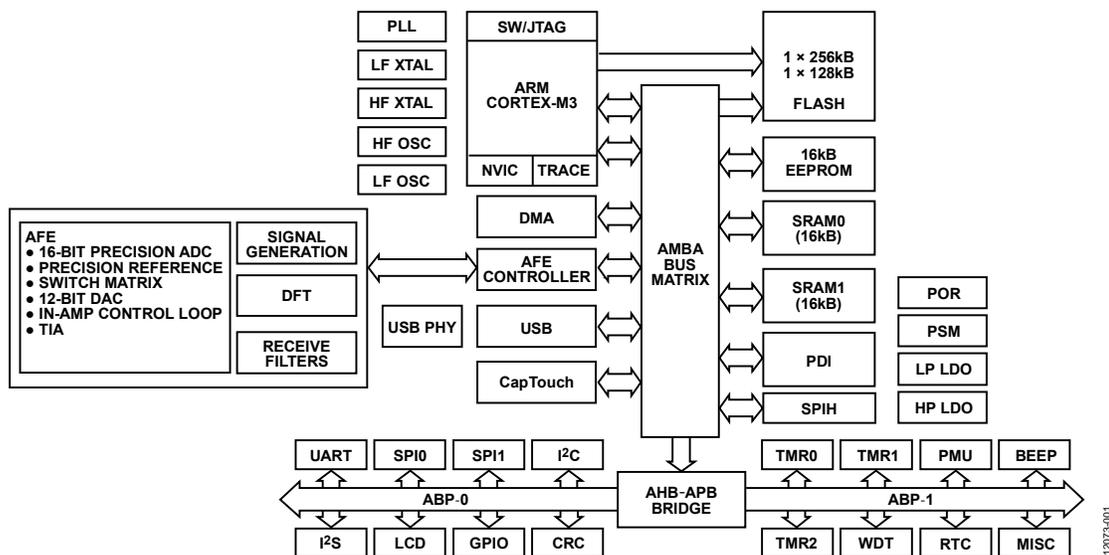 PLL
LF XTAL
HF XTAL
HF OSC
LF OSC
SW/JTAG
ARM
CORTEX-M3
NVIC
TRACE
1 × 256kB
1 × 128kB
FLASH
16kB
EEPROM
SRAM0
(16kB)
SRAM1
(16kB)
PDI
SPIH
AMBA
BUS
MATRIX
DMA
AFE
CONTROLLER
USB
CapTouch
USB PHY
AFE
● 16-BIT PRECISION ADC
● PRECISION REFERENCE
● SWITCH MATRIX
● 12-BIT DAC
● IN-AMP CONTROL LOOP
● TIA
SIGNAL
GENERATION
DFT
RECEIVE
FILTERS
POR
PSM
LP LDO
HP LDO
UART
SPI0
SPI1
I2C
TMR0
TMR1
PMU
BEEP
ABP-0
AHB-APB
BRIDGE
ABP-1
I2S
LCD
GPIO
CRC
TMR2
WDT
RTC
MISC
2073-001